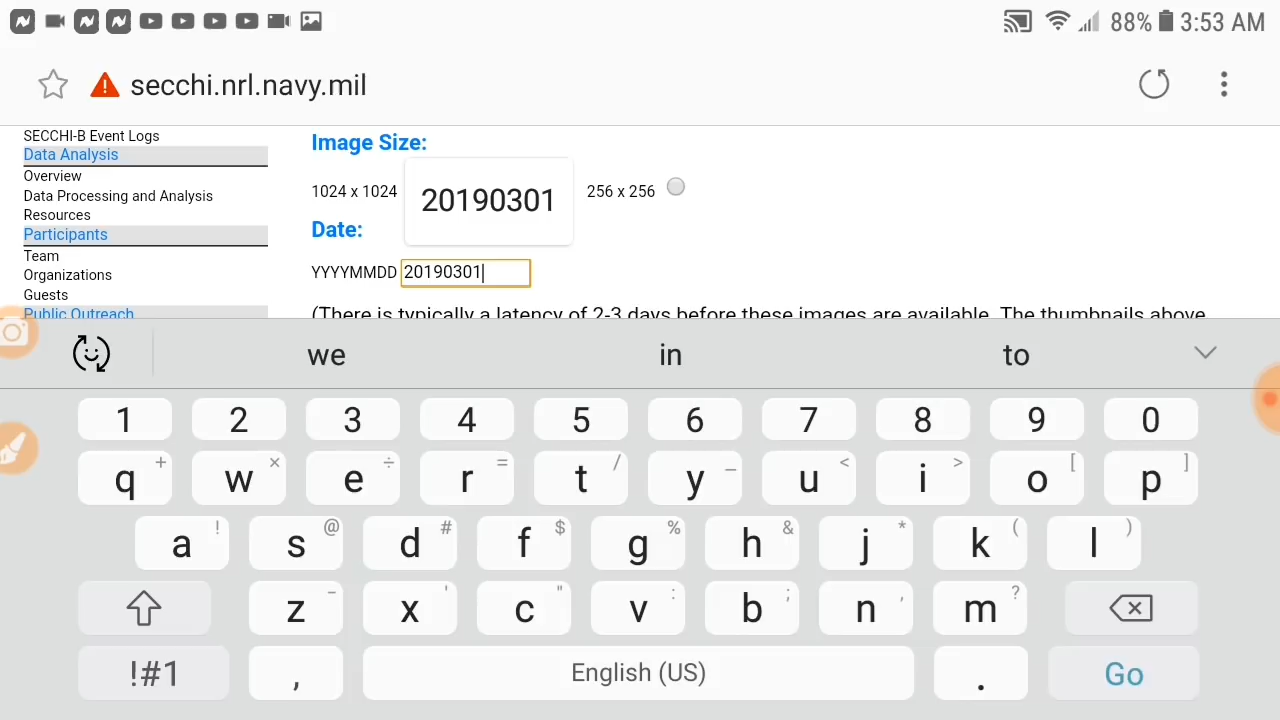 88% 3:53 AM
secchi.nrl.navy.mil
SECCHI-B Event Logs
Data Analysis
Overview
Data Processing and Analysis
Resources
Participants
Team
Organizations
Guests
Public Outreach
Image Size:
1024 x 1024 20190301 256 x 256
Date:
YYYYMMDD 20190301
(There is typically a latency of 2-3 days before these images are available. The thumbnails above
we in to
1 2 3 4 5 6 7 8 9 0
q + w × e ÷ r = t / y _ u < i > o [ p ]
a ! s @ d # f $ g % h & j * k ( l )
z - x ' c " v : b ; n , m ?
!#1 , English (US) . Go